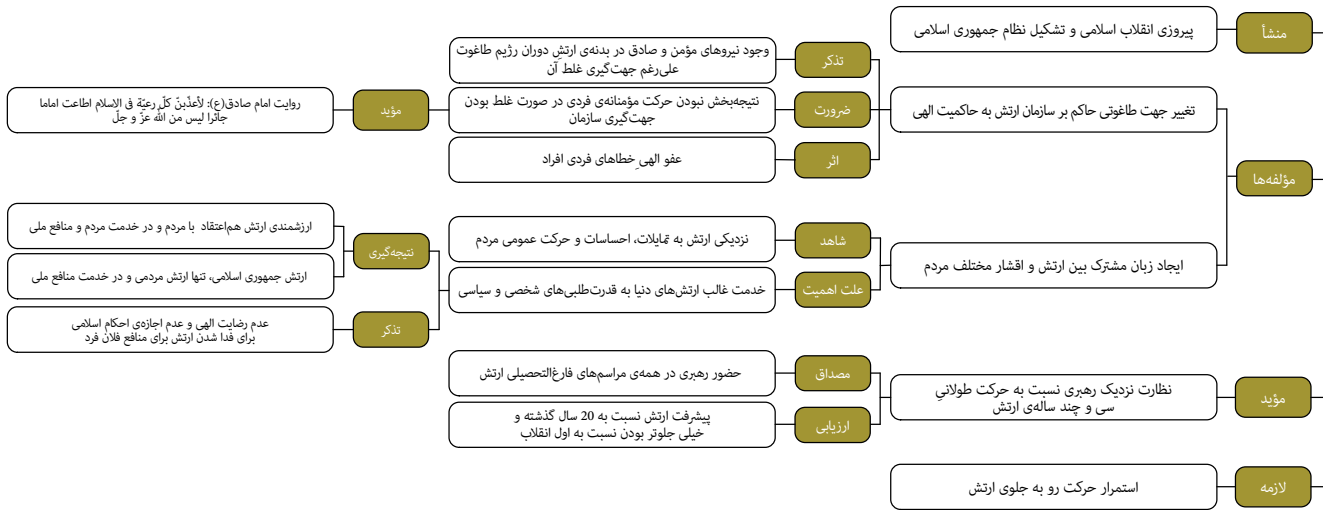 منشأ
پیروزی انقلاب اسلامی و تشکیل نظام جمهوری اسلامی
مؤلفه‌ها
تغییر جهت طاغوتی حاکم بر سازمان ارتش به حاکمیت الهی
تذکر
وجود نیروهای مؤمن و صادق در بدنه‌ی ارتشِ دوران رژیم طاغوت
علی‌رغم جهت‌گیری غلط آن
ضرورت
نتیجه‌بخش نبودن حرکت مؤمنانه‌ی فردی در صورت غلط بودن
جهت‌گیری سازمان
مؤید
روایت امام صادق(ع): لأعذّبنّ کلّ رعیّة فی الاسلام اطاعت اماما
جائرا لیس من اللّه عزّ و جلّ
اثر
عفو الهیِ خطاهای فردی افراد
ایجاد زبان مشترک بین ارتش و اقشار مختلف مردم
شاهد
نزدیکی ارتش به تمایلات، احساسات و حرکت عمومی مردم
علت اهمیت
خدمت غالب ارتش‌های دنیا به قدرت‌طلبی‌های شخصی و سیاسی
نتیجه‌گیری
ارزشمندی ارتش هم‌اعتقاد با مردم و در خدمت مردم و منافع ملی
ارتش جمهوری اسلامی، تنها ارتش مردمی و در خدمت منافع ملی
تذکر
عدم رضایت الهی و عدم اجازه‌ی احکام اسلامی
برای فدا شدن ارتش برای منافع فلان فرد
مؤید
نظارت نزدیک رهبری نسبت به حرکت طولانیِ
سی و چند ساله‌ی ارتش
مصداق
حضور رهبری در همه‌ی مراسم‌های فارغ‌التحصیلی ارتش
ارزیابی
پیشرفت ارتش نسبت به 20 سال گذشته و
خیلی جلوتر بودن نسبت به اول انقلاب
لازمه
استمرار حرکت رو به جلوی ارتش